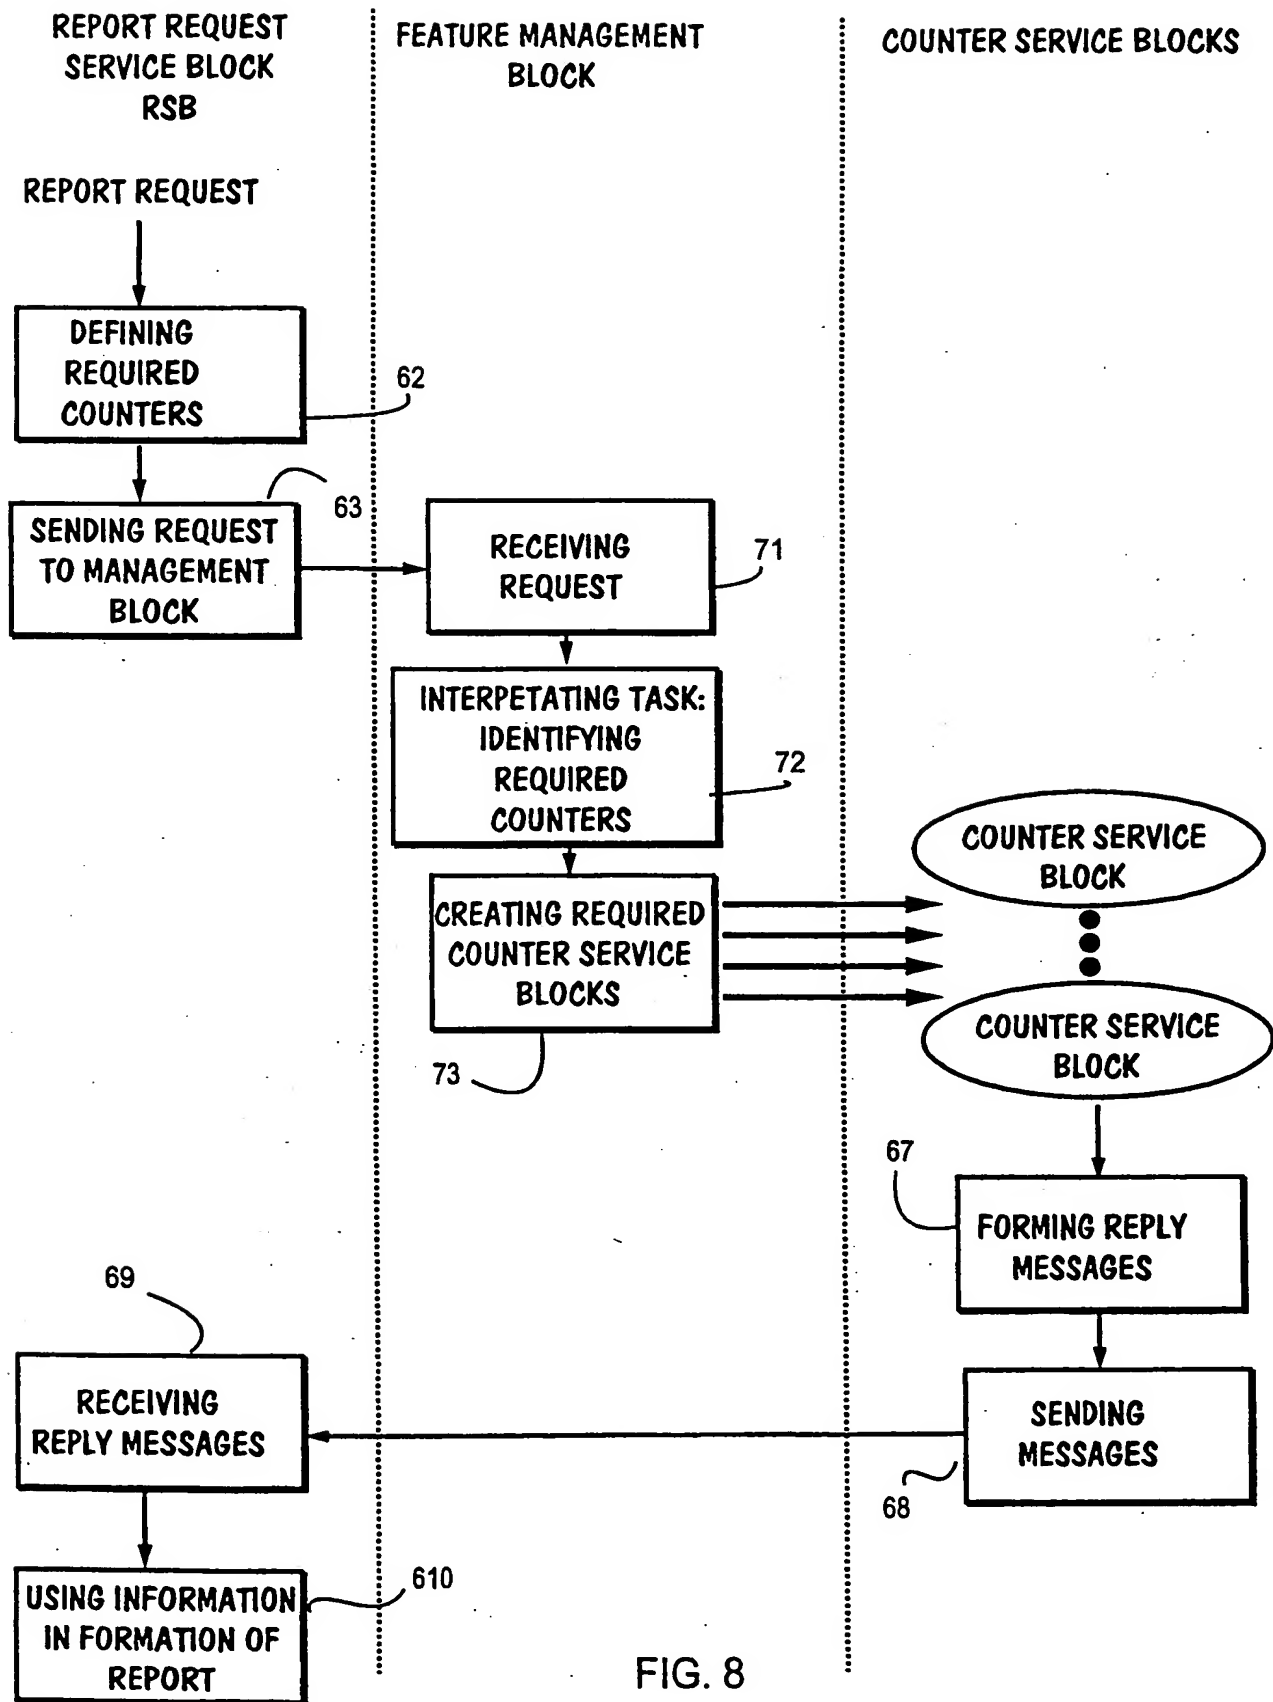 REPORT REQUEST
SERVICE BLOCK
RSB
FEATURE MANAGEMENT
BLOCK
COUNTER SERVICE BLOCKS
REPORT REQUEST
DEFINING
REQUIRED
COUNTERS
62
SENDING REQUEST
TO MANAGEMENT
BLOCK
63
RECEIVING
REQUEST
71
INTERPETATING TASK:
IDENTIFYING
REQUIRED
COUNTERS
72
CREATING REQUIRED
COUNTER SERVICE
BLOCKS
73
COUNTER SERVICE
BLOCK
COUNTER SERVICE
BLOCK
67
FORMING REPLY
MESSAGES
SENDING
MESSAGES
68
69
RECEIVING
REPLY MESSAGES
USING INFORMATION
IN FORMATION OF
REPORT
610
FIG. 8